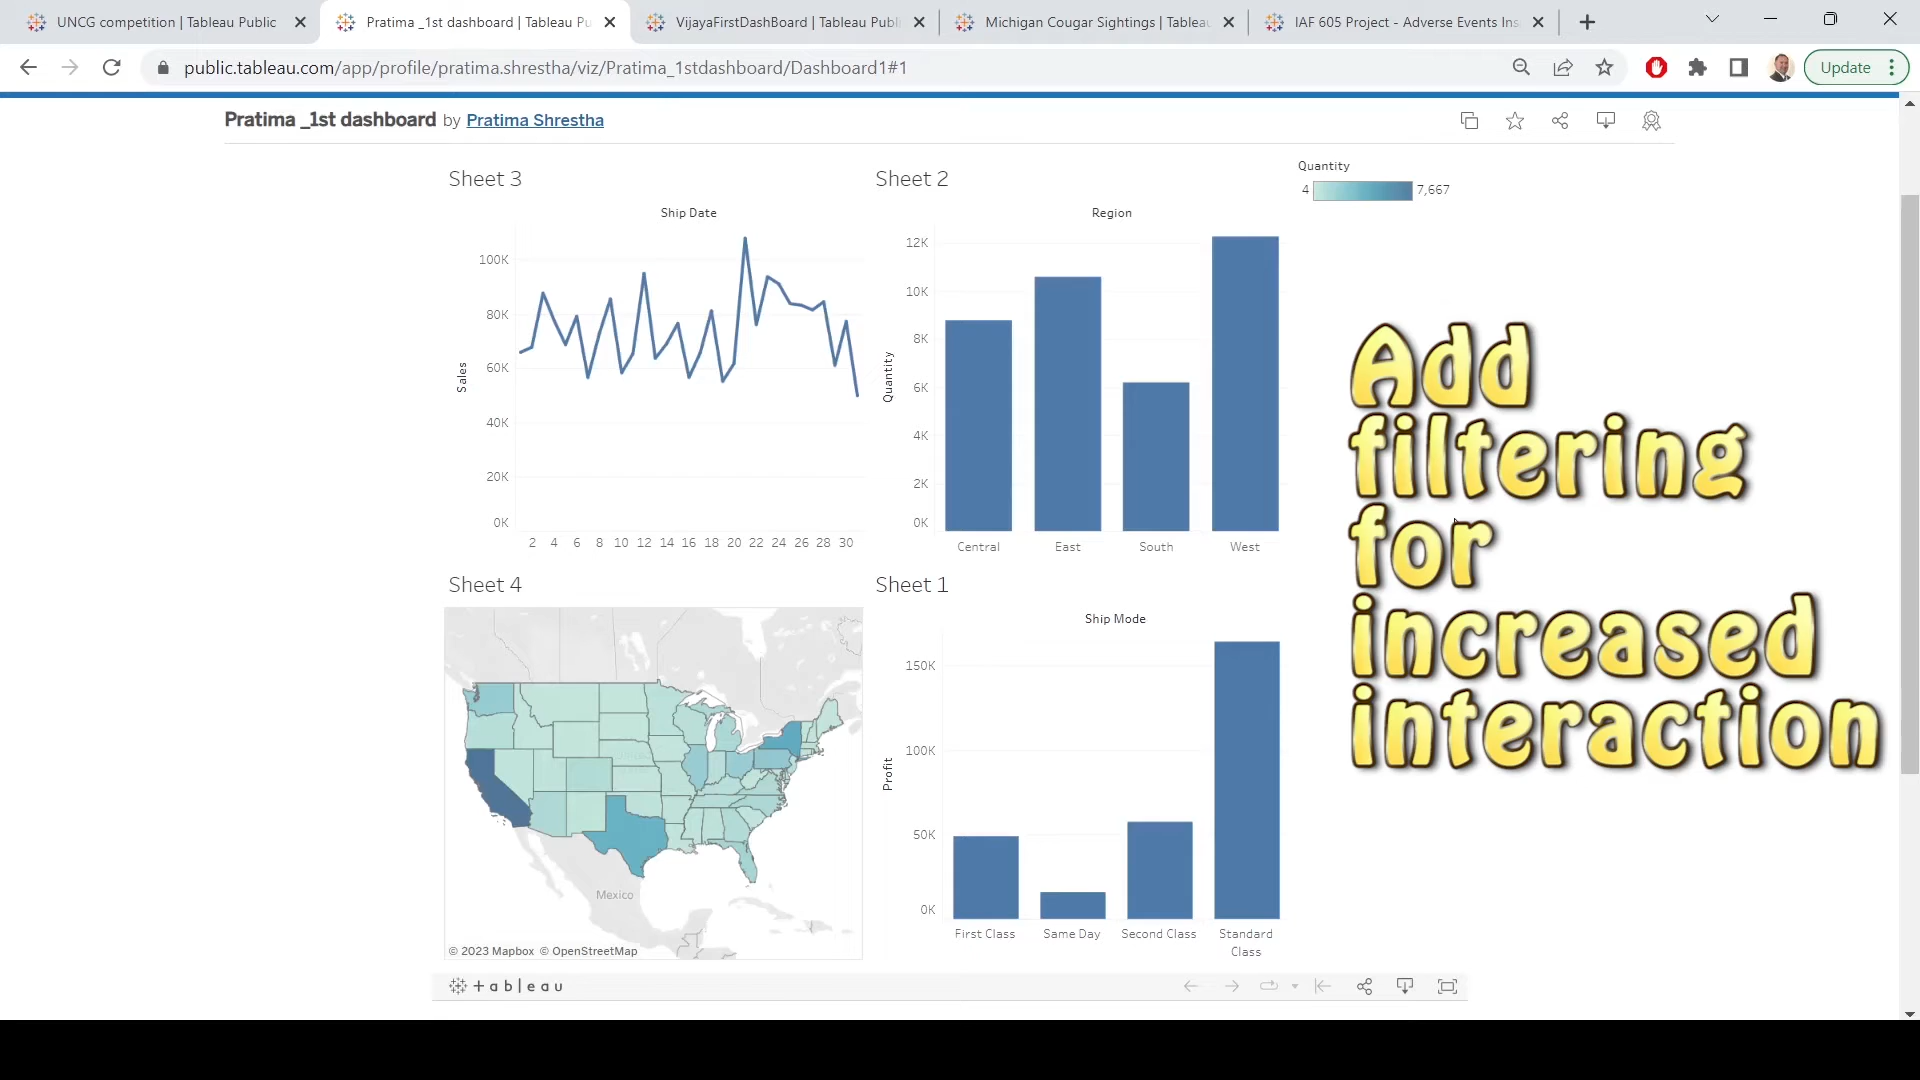 UNCG competition | Tableau Public
Pratima _1st dashboard | Tableau Pu
VijayaFirstDashBoard | Tableau Publi
Michigan Cougar Sightings | Tableau
IAF 605 Project - Adverse Events Ins
public.tableau.com/app/profile/pratima.shrestha/viz/Pratima_1stdashboard/Dashboard1#1
Update
Pratima _1st dashboard by Pratima Shrestha
Sheet 3
Ship Date
Sales
100K
80K
60K
40K
20K
0K
2 4 6 8 10 12 14 16 18 20 22 24 26 28 30
Sheet 2
Region
Quantity
12K
10K
8K
6K
4K
2K
0K
Central East South West
Quantity
4 7,667
Add
filtering
for
increased
interaction
Sheet 4
Mexico
© 2023 Mapbox © OpenStreetMap
Sheet 1
Ship Mode
Profit
150K
100K
50K
0K
First Class Same Day Second Class Standard
Class
+ableau